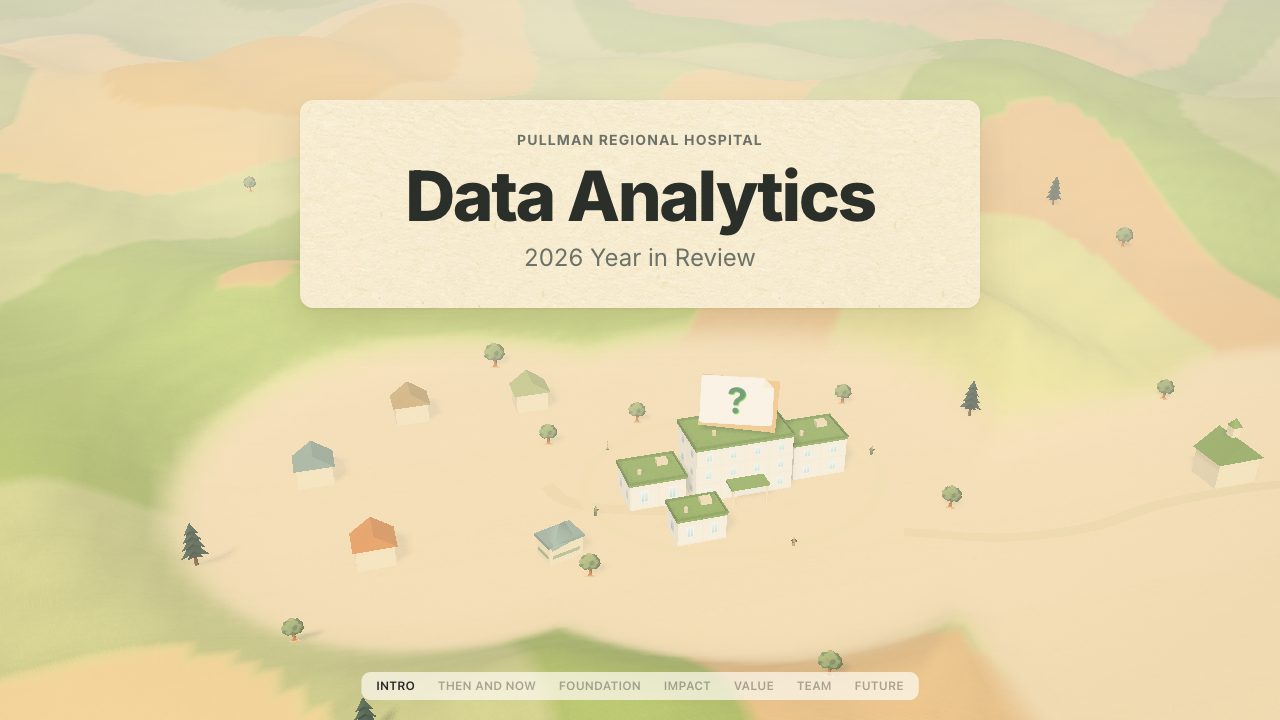 PULLMAN REGIONAL HOSPITAL
Data Analytics
2026 Year in Review
?
INTRO THEN AND NOW FOUNDATION IMPACT VALUE TEAM FUTURE